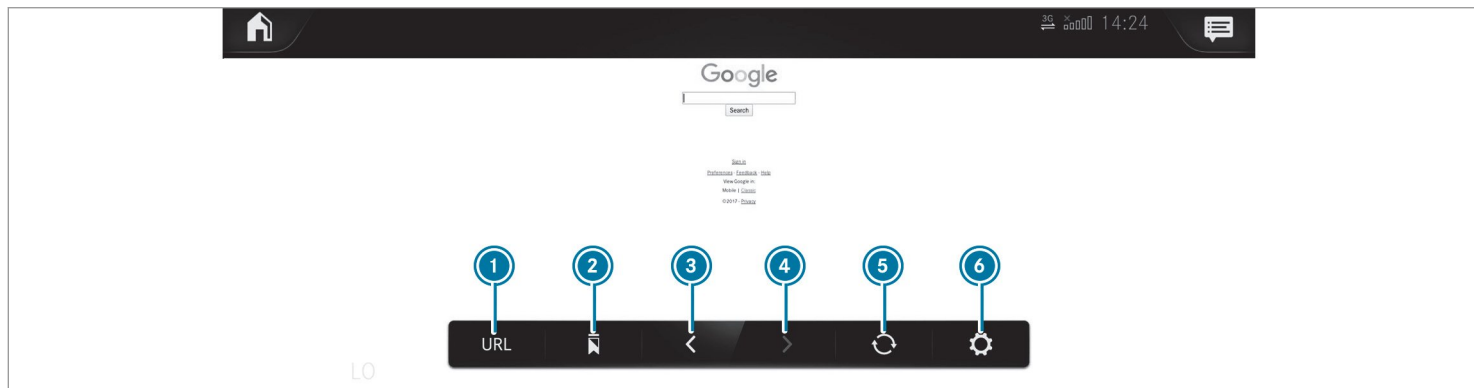 3G 14:24
Google
Search
Sign in
Preferences · Feedback · Help
View Google in:
Mobile | Classic
©2017 - Privacy
1 2 3 4 5 6
URL
LO